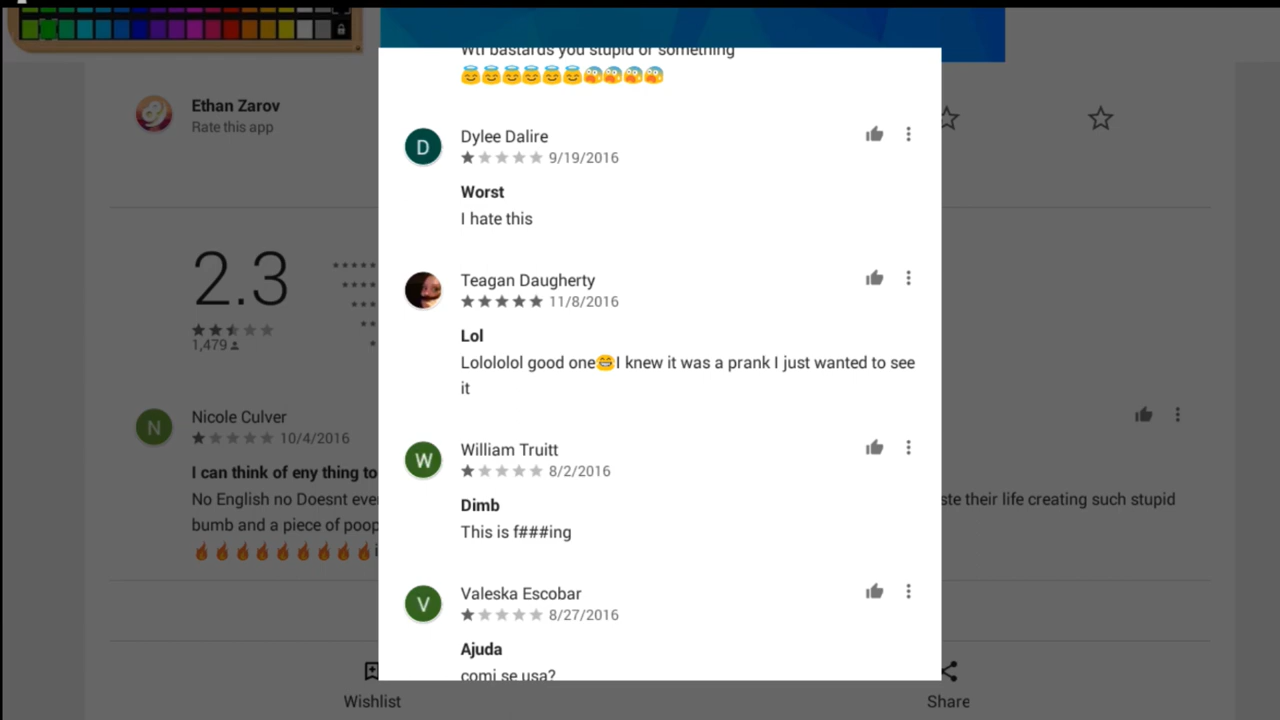 Wtf bastards you stupid or something
😇😇😇😇😇😇😱😱😱😱
D
Dylee Dalire
9/19/2016
Worst
I hate this
Teagan Daugherty
11/8/2016
Lol
Lolololol good one😄I knew it was a prank I just wanted to see
it
W
William Truitt
8/2/2016
Dimb
This is f###ing
V
Valeska Escobar
8/27/2016
Ajuda
comi se usa?
Ethan Zarov
Rate this app
2.3
1,479
N
Nicole Culver
10/4/2016
I can think of eny thing to
No English no Doesnt eve ste their life creating such stupid
bumb and a piece of poop
🔥🔥🔥🔥🔥🔥🔥🔥🔥i
Wishlist
Share